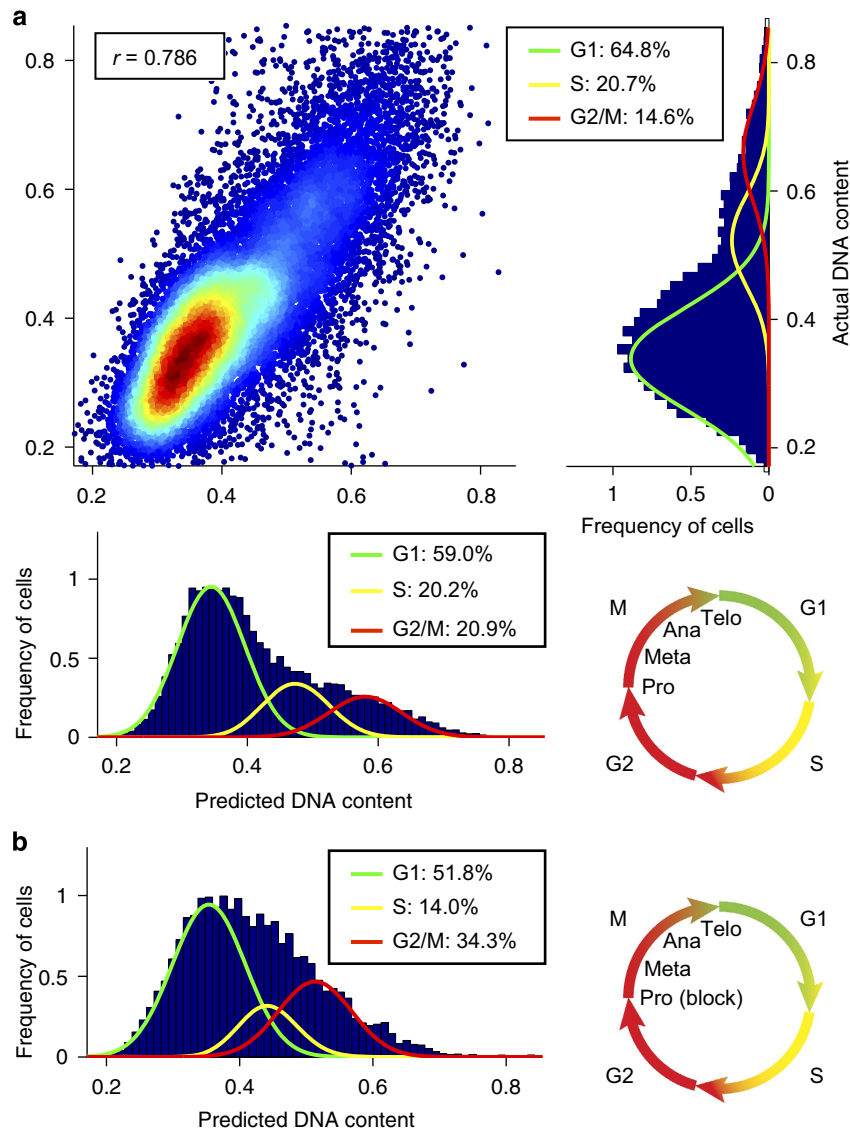 a
r = 0.786
0.8
0.6
0.4
0.2
0.2
0.4
0.6
0.8
G1: 64.8%
S: 20.7%
G2/M: 14.6%
0.8
0.6
0.4
0.2
Actual DNA content
1
0.5
0
Frequency of cells
Frequency of cells
1
0.5
0
G1: 59.0%
S: 20.2%
G2/M: 20.9%
0.2
0.4
0.6
0.8
Predicted DNA content
M
G1
Telo
Ana
Meta
Pro
G2
S
b
Frequency of cells
1
0.5
0
G1: 51.8%
S: 14.0%
G2/M: 34.3%
0.2
0.4
0.6
0.8
Predicted DNA content
M
G1
Telo
Ana
Meta
Pro (block)
G2
S